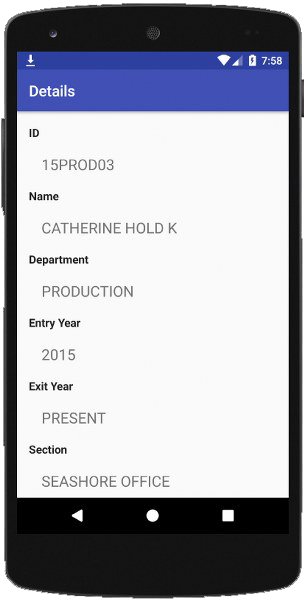 7:58
Details
ID
15PROD03
Name
CATHERINE HOLD K
Department
PRODUCTION
Entry Year
2015
Exit Year
PRESENT
Section
SEASHORE OFFICE